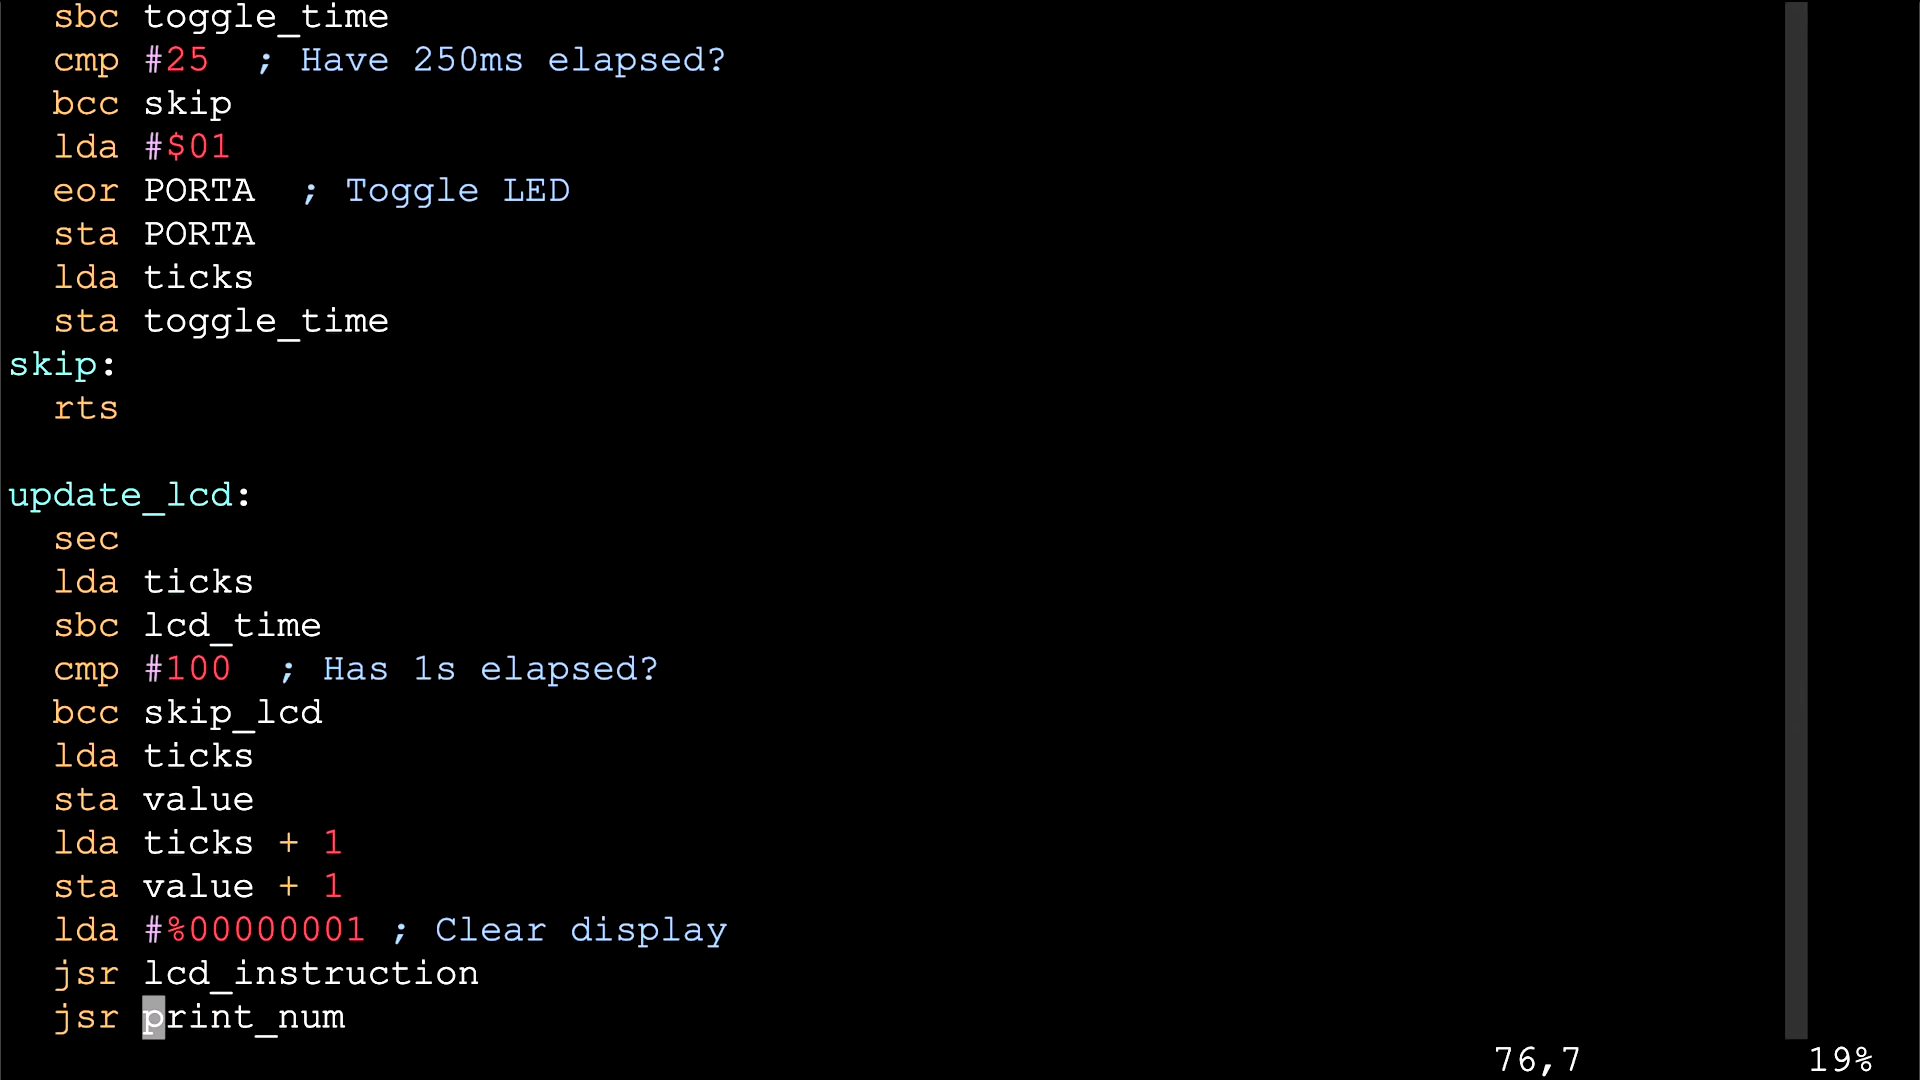 sbc toggle_time
  cmp #25  ; Have 250ms elapsed?
  bcc skip
  lda #$01
  eor PORTA  ; Toggle LED
  sta PORTA
  lda ticks
  sta toggle_time
skip:
  rts

update_lcd:
  sec
  lda ticks
  sbc lcd_time
  cmp #100  ; Has 1s elapsed?
  bcc skip_lcd
  lda ticks
  sta value
  lda ticks + 1
  sta value + 1
  lda #%00000001 ; Clear display
  jsr lcd_instruction
  jsr print_num
76,7 19%